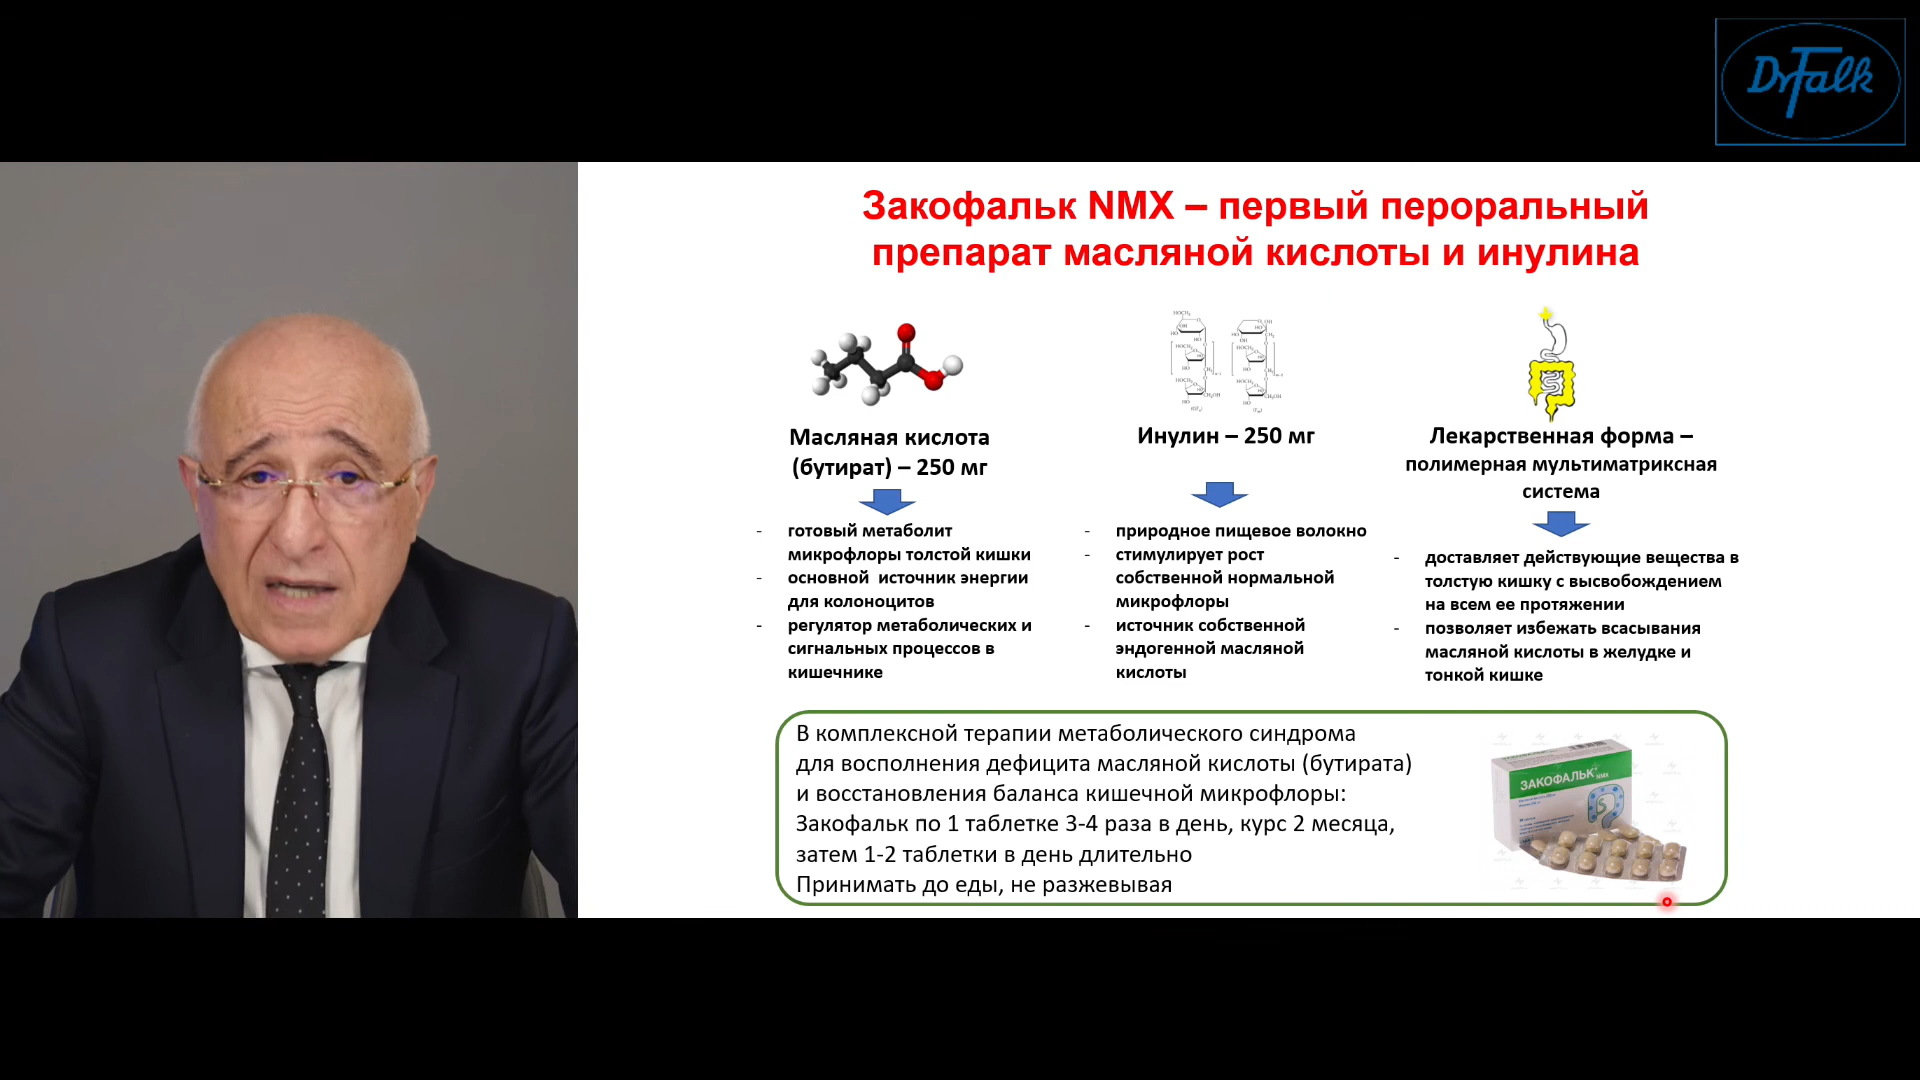 DrFalk
Закофальк NMX – первый пероральный
препарат масляной кислоты и инулина
Масляная кислота
(бутират) – 250 мг
- готовый метаболит
микрофлоры толстой кишки
- основной источник энергии
для колоноцитов
- регулятор метаболических и
сигнальных процессов в
кишечнике
Инулин – 250 мг
- природное пищевое волокно
- стимулирует рост
собственной нормальной
микрофлоры
- источник собственной
эндогенной масляной
кислоты
Лекарственная форма –
полимерная мультиматриксная
система
- доставляет действующие вещества в
толстую кишку с высвобождением
на всем ее протяжении
- позволяет избежать всасывания
масляной кислоты в желудке и
тонкой кишке
В комплексной терапии метаболического синдрома
для восполнения дефицита масляной кислоты (бутирата)
и восстановления баланса кишечной микрофлоры:
Закофальк по 1 таблетке 3-4 раза в день, курс 2 месяца,
затем 1-2 таблетки в день длительно
Принимать до еды, не разжевывая
ЗАКОФАЛЬК NMX